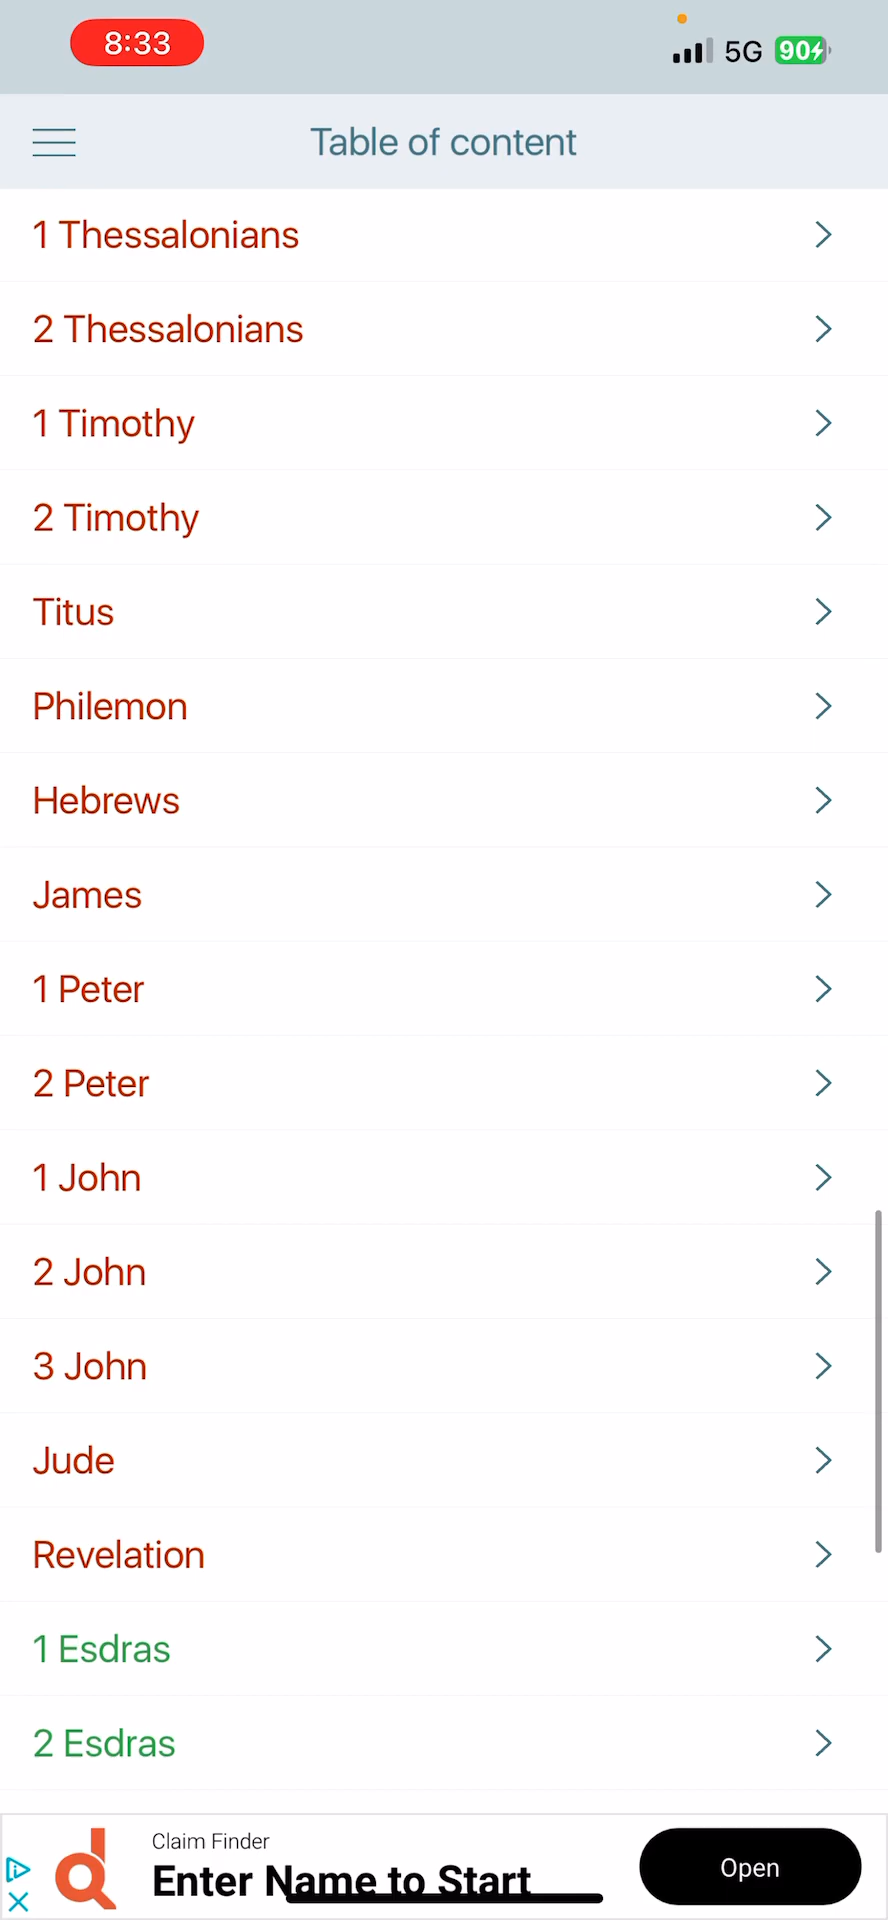 8:33
5G
90
Table of content
1 Thessalonians
2 Thessalonians
1 Timothy
2 Timothy
Titus
Philemon
Hebrews
James
1 Peter
2 Peter
1 John
2 John
3 John
Jude
Revelation
1 Esdras
2 Esdras
Claim Finder
Enter Name to Start
Open